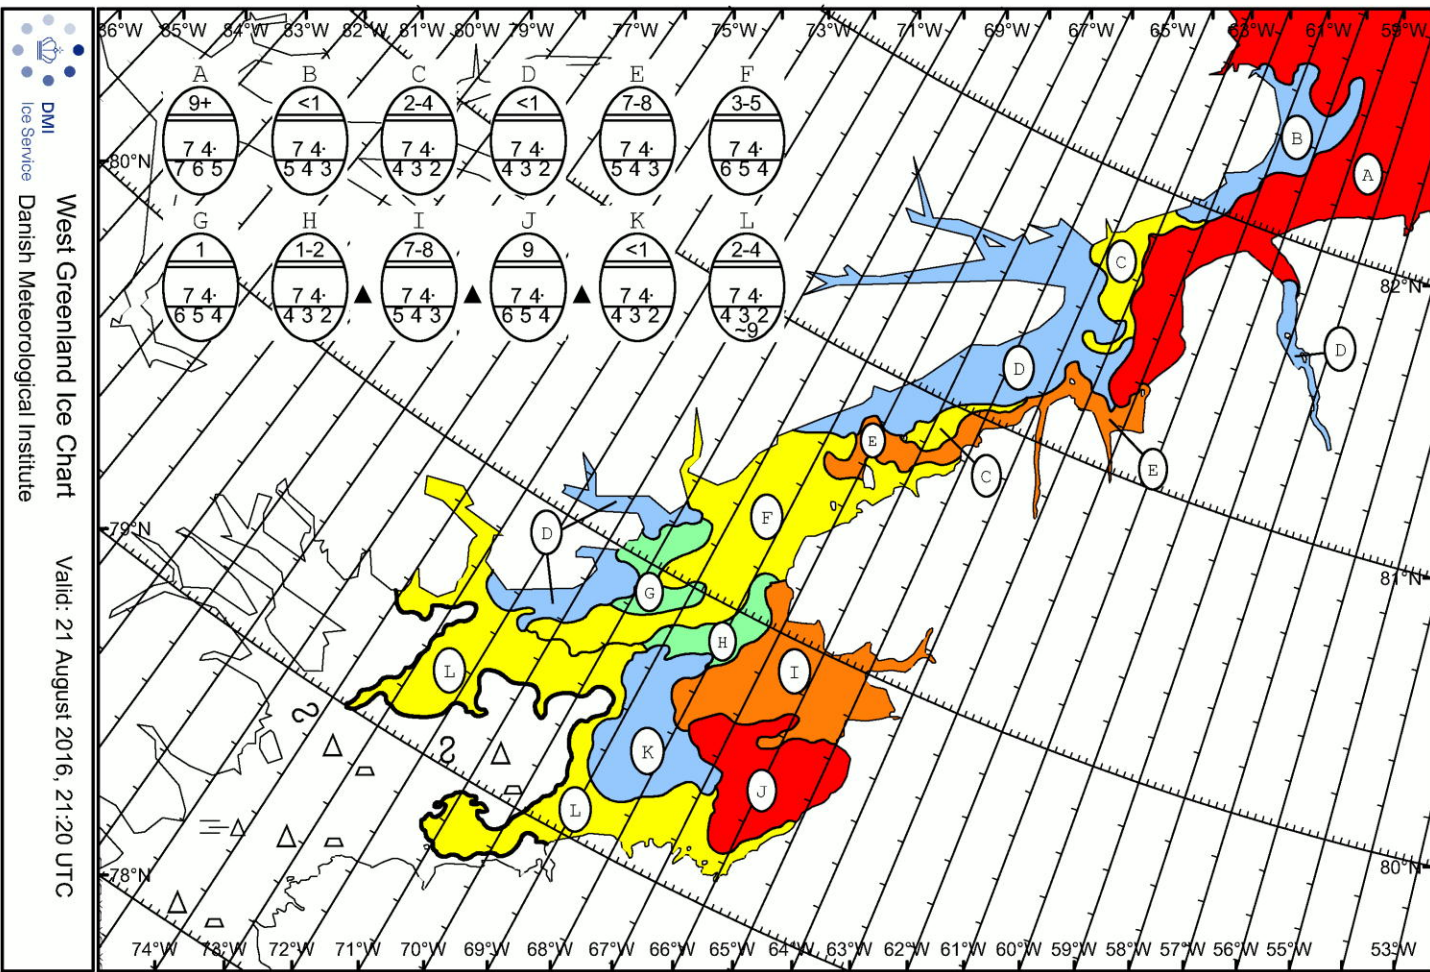 86°W 85°W 84°W 83°W 82°W 81°W 80°W 79°W 77°W 75°W 73°W 71°W 69°W 67°W 65°W 63°W 61°W 59°W
A B C D E F
9+ <1 2-4 <1 7-8 3-5
7 4· 7 4· 7 4· 7 4· 7 4· 7 4·
7 6 5 5 4 3 4 3 2 4 3 2 5 4 3 6 5 4
G H I J K L
1 1-2 7-8 9 <1 2-4
7 4· 7 4· ▲ 7 4· ▲ 7 4· ▲ 7 4· 7 4·
6 5 4 4 3 2 5 4 3 6 5 4 4 3 2 4 3 2
~9
80°N
79°N
78°N
82°N
81°N
80°N
B
A
C
D
D
E
C
E
F
D
G
H
L
I
K
J
L
74°W 73°W 72°W 71°W 70°W 69°W 68°W 67°W 66°W 65°W 64°W 63°W 62°W 61°W 60°W 59°W 58°W 57°W 56°W 55°W 53°W
DMI
Ice Service
West Greenland Ice Chart
Valid: 21 August 2016, 21:20 UTC
Danish Meteorological Institute